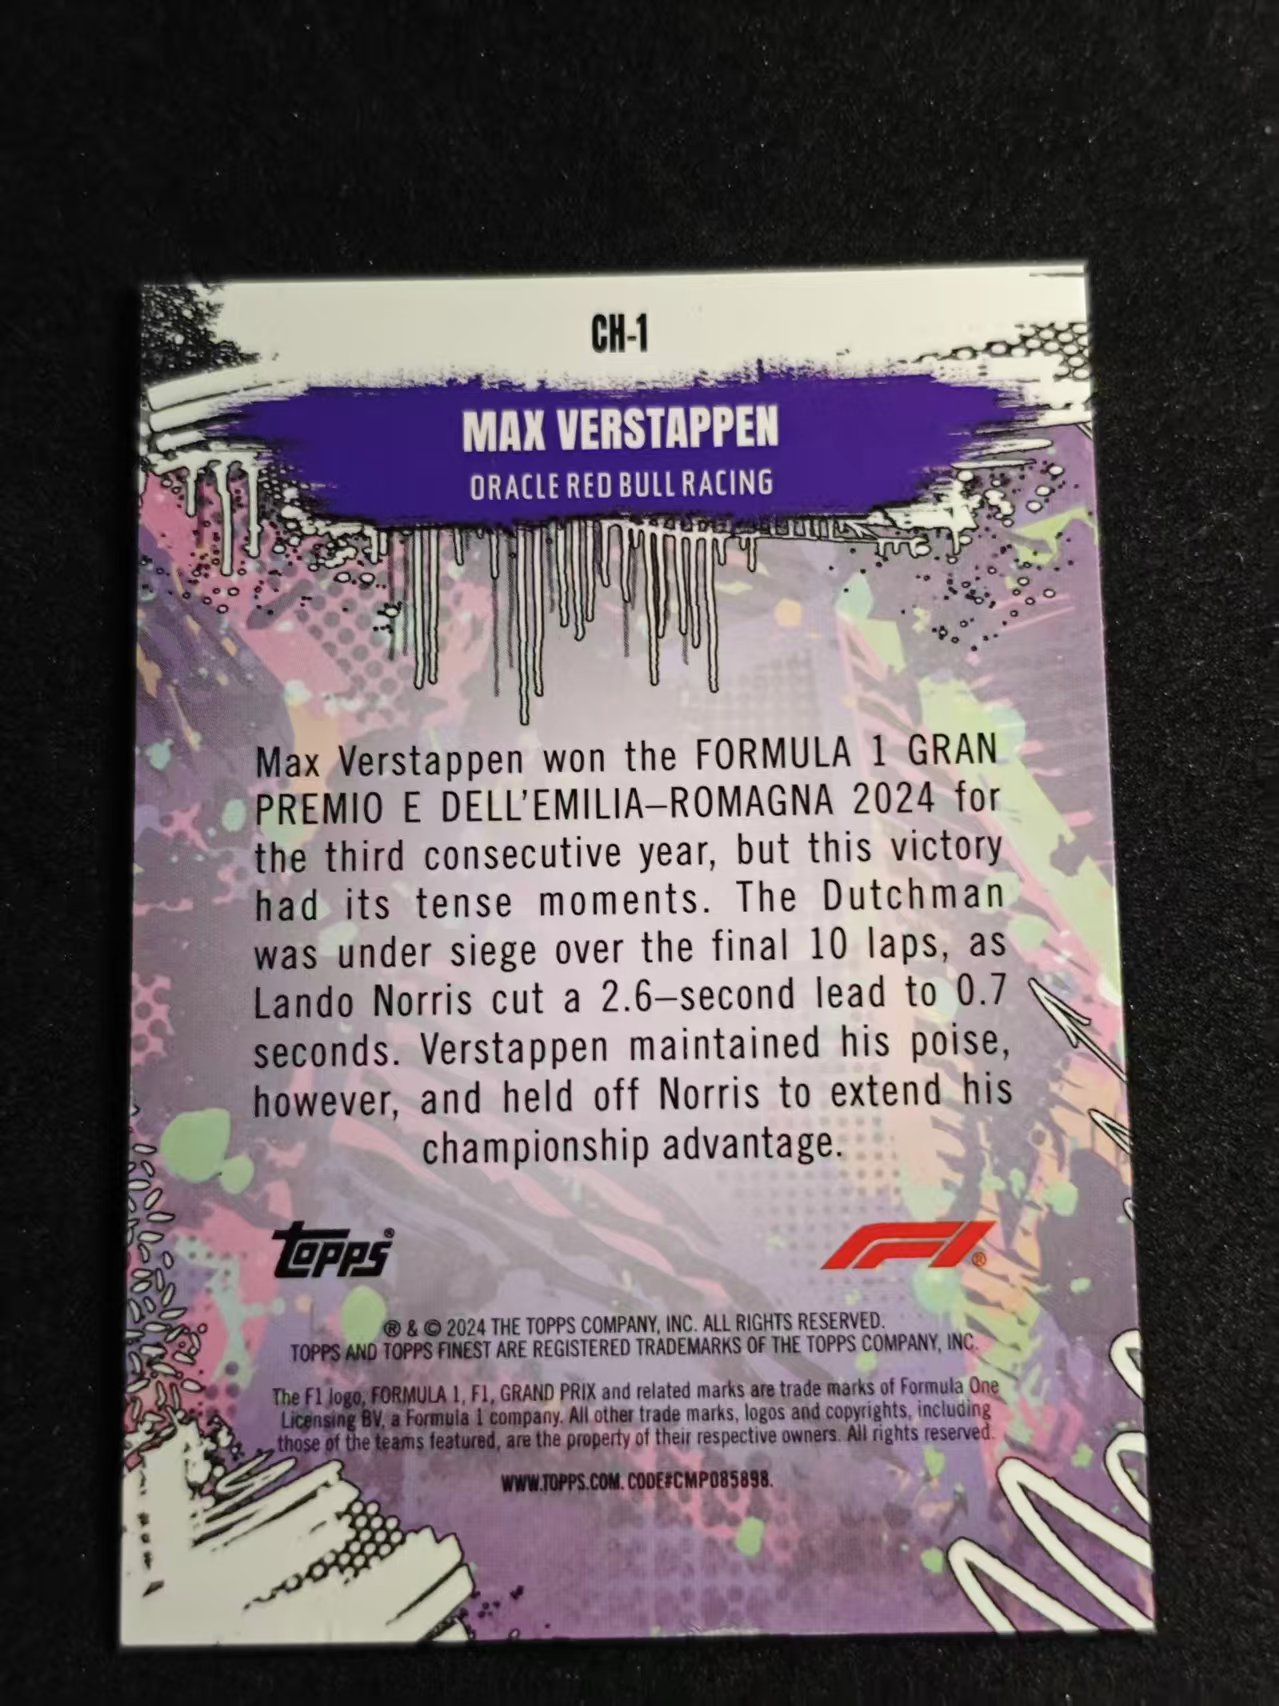 CH-1
MAX VERSTAPPEN
ORACLE RED BULL RACING
Max Verstappen won the FORMULA 1 GRAN
PREMIO E DELL'EMILIA–ROMAGNA 2024 for
the third consecutive year, but this victory
had its tense moments. The Dutchman
was under siege over the final 10 laps, as
Lando Norris cut a 2.6–second lead to 0.7
seconds. Verstappen maintained his poise,
however, and held off Norris to extend his
championship advantage.
TOPPS® F1®
® & © 2024 THE TOPPS COMPANY, INC. ALL RIGHTS RESERVED.
TOPPS AND TOPPS FINEST ARE REGISTERED TRADEMARKS OF THE TOPPS COMPANY, INC.
The F1 logo, FORMULA 1, F1, GRAND PRIX and related marks are trade marks of Formula One
Licensing BV, a Formula 1 company. All other trade marks, logos and copyrights, including
those of the teams featured, are the property of their respective owners. All rights reserved.
WWW.TOPPS.COM. CODE#CMP085898.